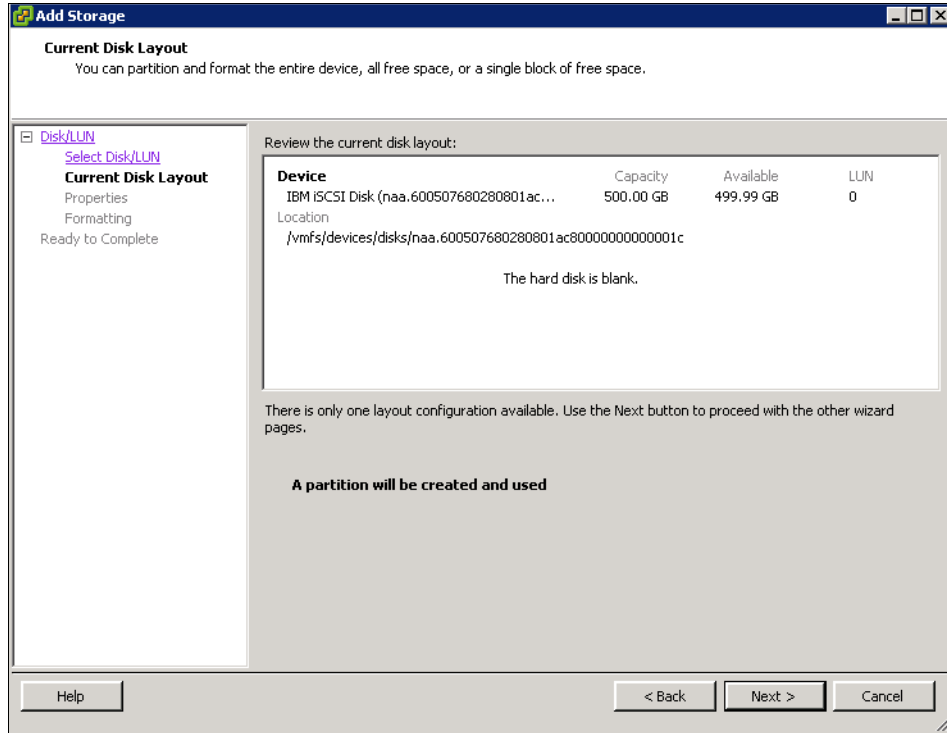 Add Storage
Current Disk Layout
You can partition and format the entire device, all free space, or a single block of free space.
Disk/LUN
Select Disk/LUN
Current Disk Layout
Properties
Formatting
Ready to Complete
Review the current disk layout:
Device Capacity Available LUN
IBM iSCSI Disk (naa.600507680280801ac... 500.00 GB 499.99 GB 0
Location
/vmfs/devices/disks/naa.600507680280801ac80000000000001c
The hard disk is blank.
There is only one layout configuration available. Use the Next button to proceed with the other wizard
pages.
A partition will be created and used
Help < Back Next > Cancel